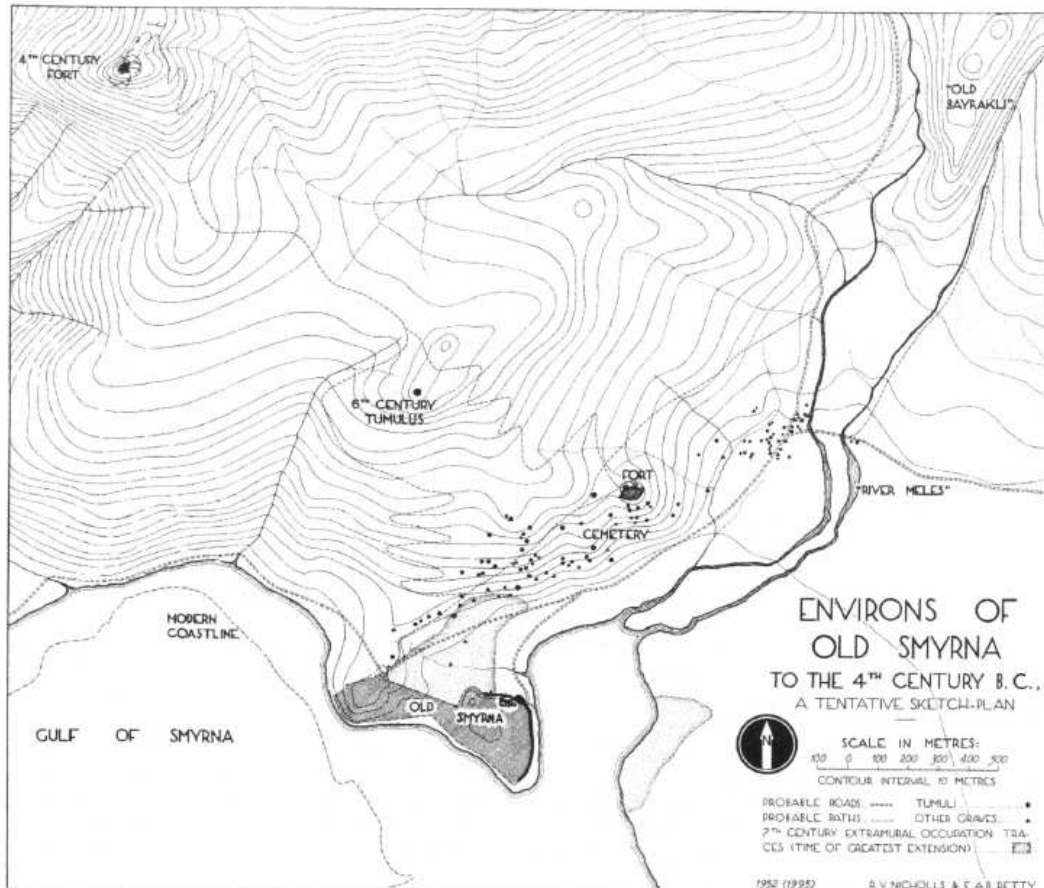 4TH CENTURY
FORT
"OLD
BAYRAKLI"
6TH CENTURY
TUMULUS
FORT
CEMETERY
"RIVER MELES"
MODERN
COASTLINE
OLD
SMYRNA
GULF OF SMYRNA
ENVIRONS OF
OLD SMYRNA
TO THE 4TH CENTURY B.C.,
A TENTATIVE SKETCH-PLAN
N
SCALE IN METRES:
100 0 100 200 300 400 500
CONTOUR INTERVAL 10 METRES
PROBABLE ROADS TUMULI
PROBABLE PATHS OTHER GRAVES
7TH CENTURY EXTRAMURAL OCCUPATION TRA-
CES (TIME OF GREATEST EXTENSION)
1952 (1995) R.V. NICHOLLS & F. G. B. PETTY